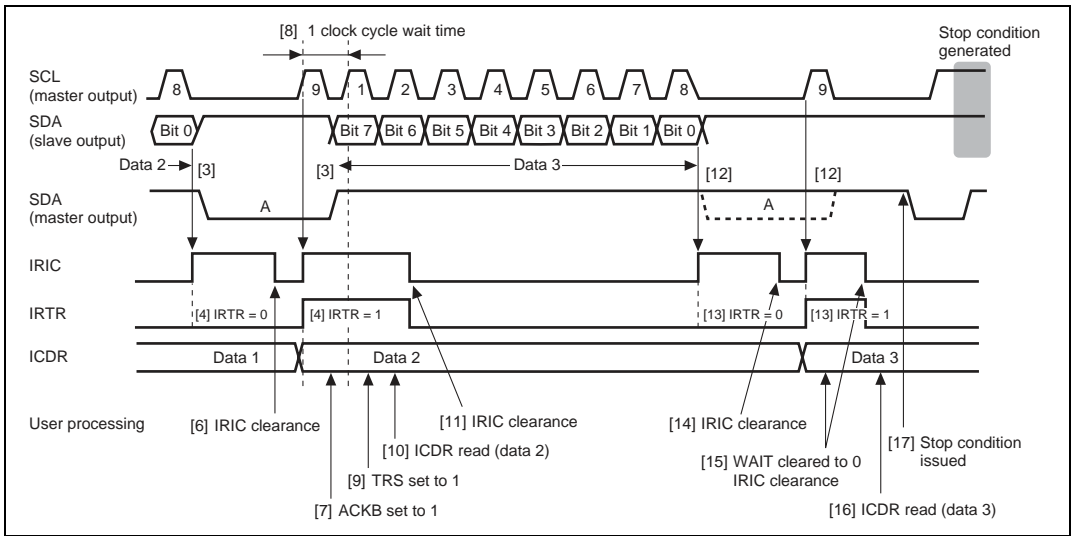 [8] 1 clock cycle wait time
Stop condition
generated
SCL
(master output)
8 9 1 2 3 4 5 6 7 8 9
SDA
(slave output)
Bit 0 Bit 7 Bit 6 Bit 5 Bit 4 Bit 3 Bit 2 Bit 1 Bit 0
Data 2 [3] [3] Data 3 [12] [12]
SDA
(master output)
A A
IRIC
IRTR
[4] IRTR = 0 [4] IRTR = 1 [13] IRTR = 0 [13] IRTR = 1
ICDR
Data 1 Data 2 Data 3
User processing
[6] IRIC clearance
[11] IRIC clearance
[14] IRIC clearance
[17] Stop condition
issued
[10] ICDR read (data 2)
[15] WAIT cleared to 0
IRIC clearance
[9] TRS set to 1
[16] ICDR read (data 3)
[7] ACKB set to 1